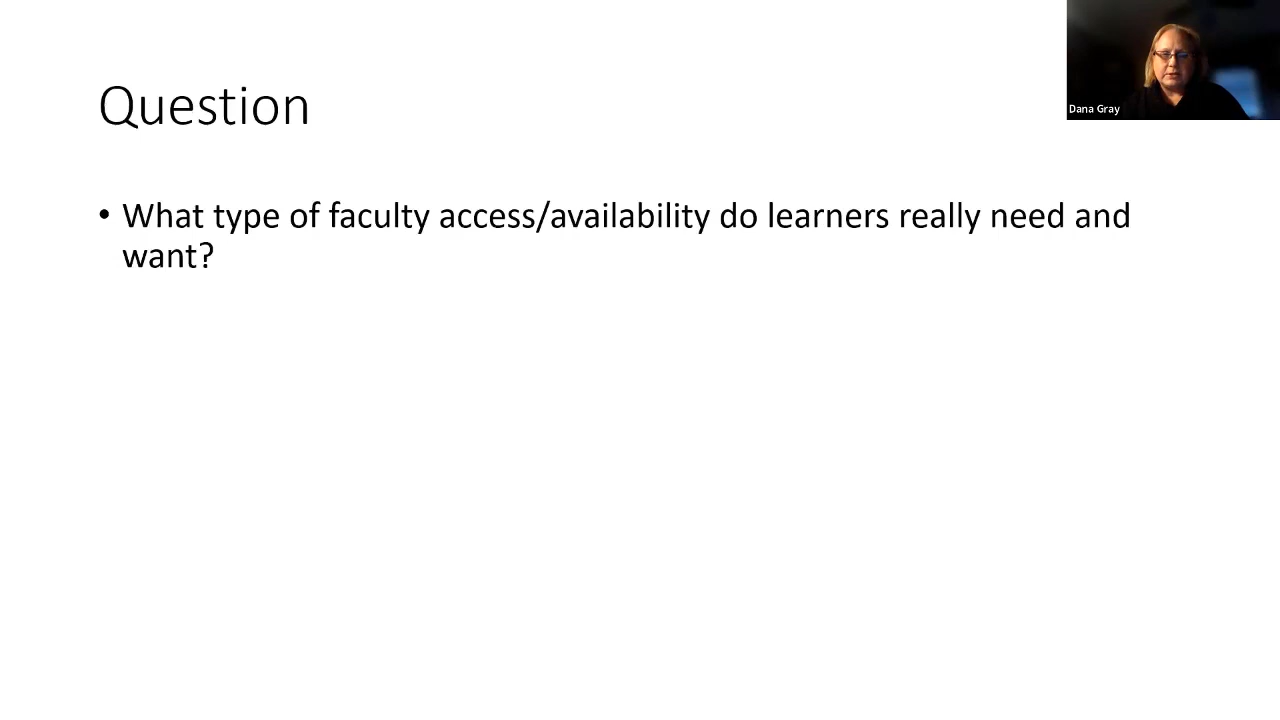 Question
• What type of faculty access/availability do learners really need and
want?
Dana Gray